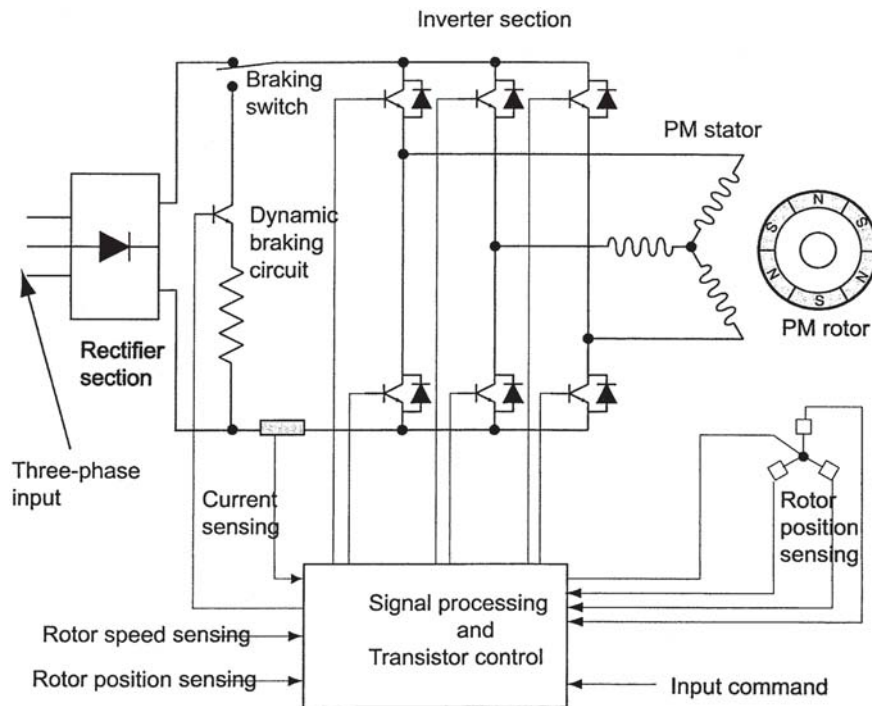 Inverter section
Braking
switch
PM stator
Dynamic
braking
circuit
N
S
S
N
N
S
PM rotor
Rectifier
section
Three-phase
input
Current
sensing
Rotor
position
sensing
Signal processing
and
Transistor control
Rotor speed sensing
Rotor position sensing
Input command